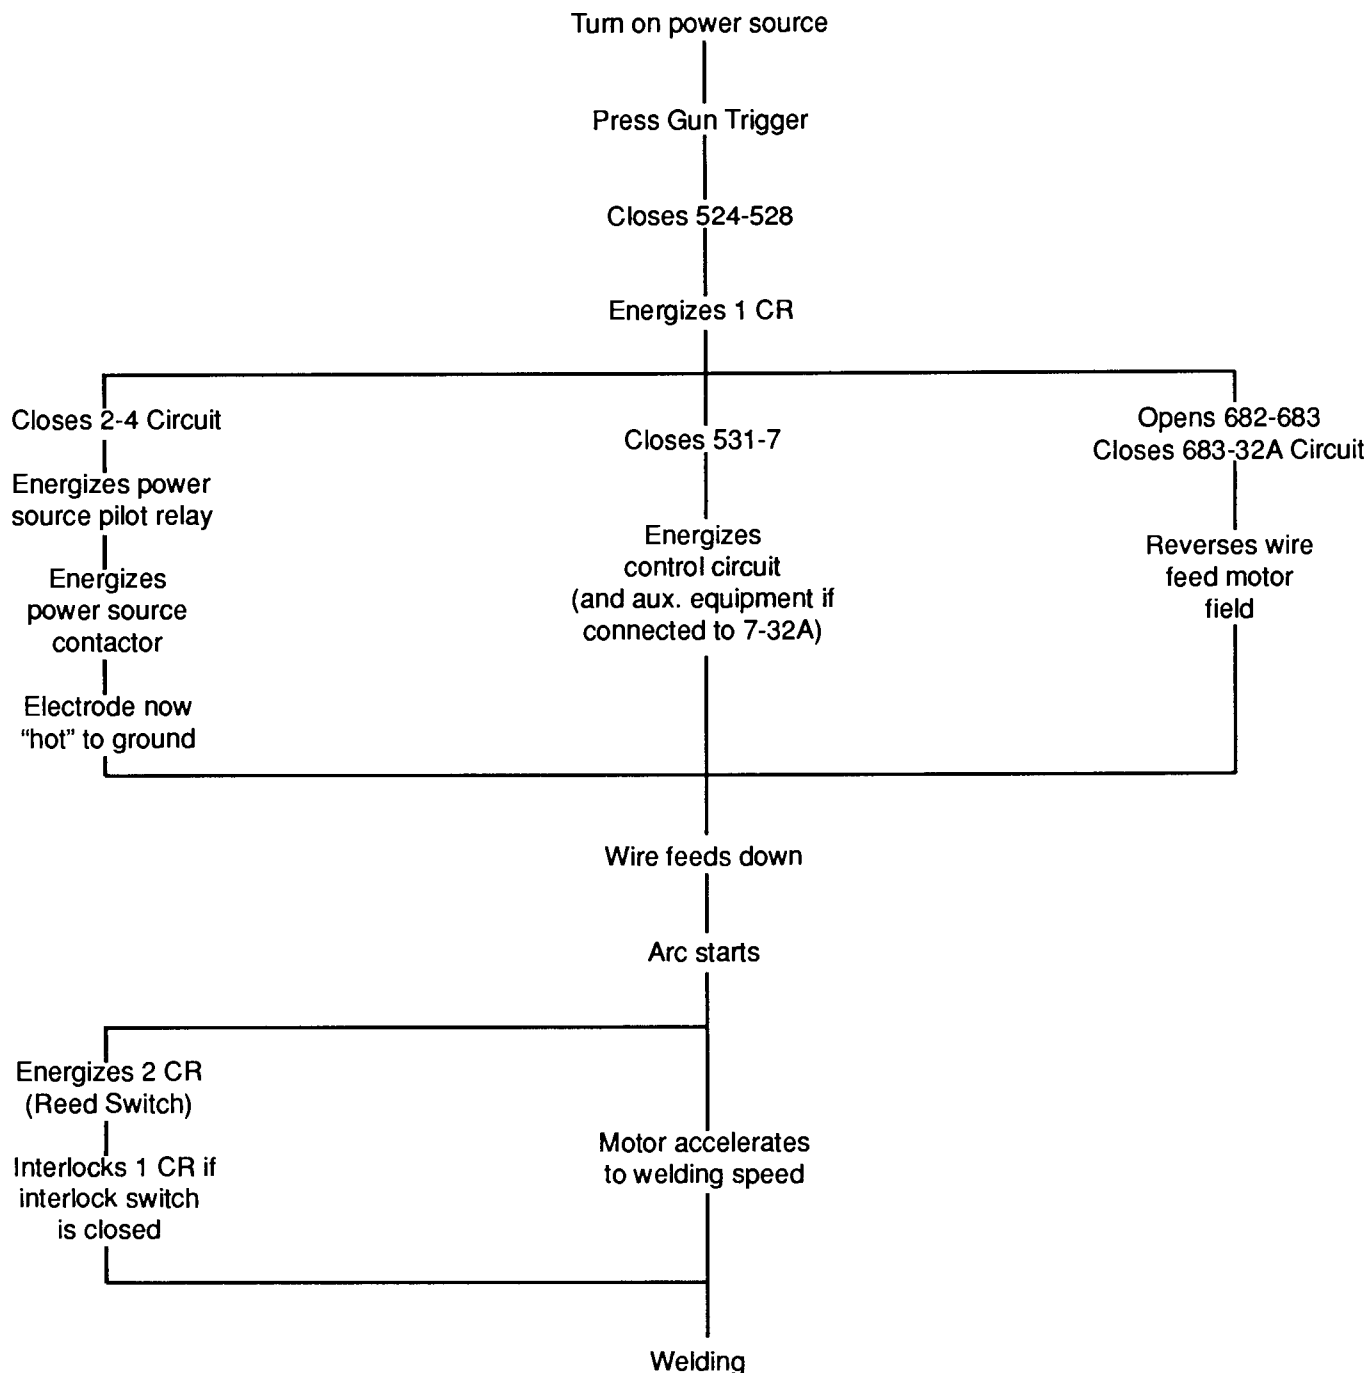 Turn on power source
Press Gun Trigger
Closes 524-528
Energizes 1 CR
Closes 2-4 Circuit
Energizes power
source pilot relay
Energizes
power source
contactor
Electrode now
“hot” to ground
Closes 531-7
Energizes
control circuit
(and aux. equipment if
connected to 7-32A)
Opens 682-683
Closes 683-32A Circuit
Reverses wire
feed motor
field
Wire feeds down
Arc starts
Energizes 2 CR
(Reed Switch)
Interlocks 1 CR if
interlock switch
is closed
Motor accelerates
to welding speed
Welding